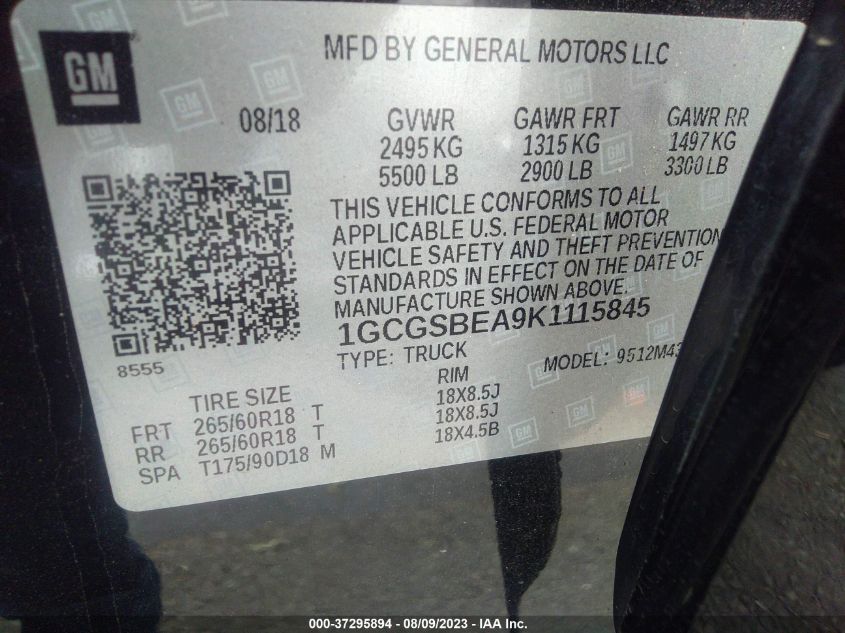 GM
MFD BY GENERAL MOTORS LLC
08/18 GVWR GAWR FRT GAWR RR
2495 KG 1315 KG 1497 KG
5500 LB 2900 LB 3300 LB
THIS VEHICLE CONFORMS TO ALL
APPLICABLE U.S. FEDERAL MOTOR
VEHICLE SAFETY AND THEFT PREVENTION
STANDARDS IN EFFECT ON THE DATE OF
MANUFACTURE SHOWN ABOVE.
1GCGSBEA9K1115845
8555
TYPE: TRUCK MODEL: 9512M43
TIRE SIZE RIM
FRT 265/60R18 T 18X8.5J
RR 265/60R18 T 18X8.5J
SPA T175/90D18 M 18X4.5B
000-37295894 - 08/09/2023 - IAA Inc.